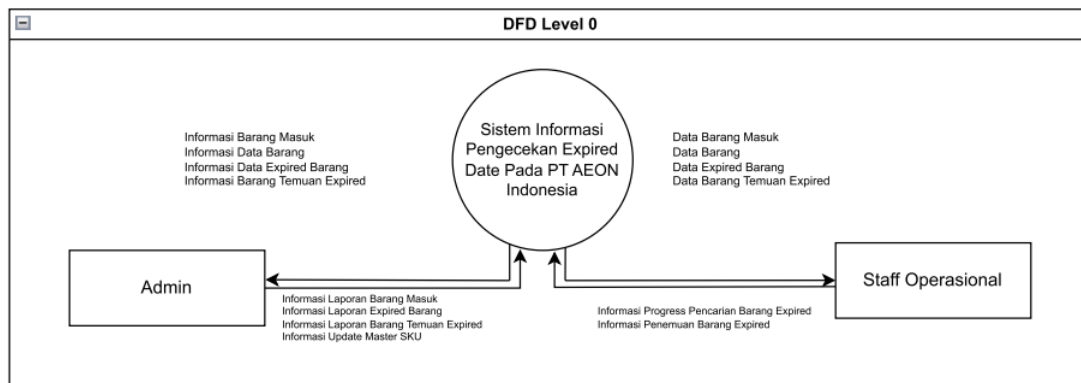 DFD Level 0
Sistem Informasi
Pengecekan Expired
Date Pada PT AEON
Indonesia
Informasi Barang Masuk
Informasi Data Barang
Informasi Data Expired Barang
Informasi Barang Temuan Expired
Data Barang Masuk
Data Barang
Data Expired Barang
Data Barang Temuan Expired
Admin
Staff Operasional
Informasi Laporan Barang Masuk
Informasi Laporan Expired Barang
Informasi Laporan Barang Temuan Expired
Informasi Update Master SKU
Informasi Progress Pencarian Barang Expired
Informasi Penemuan Barang Expired